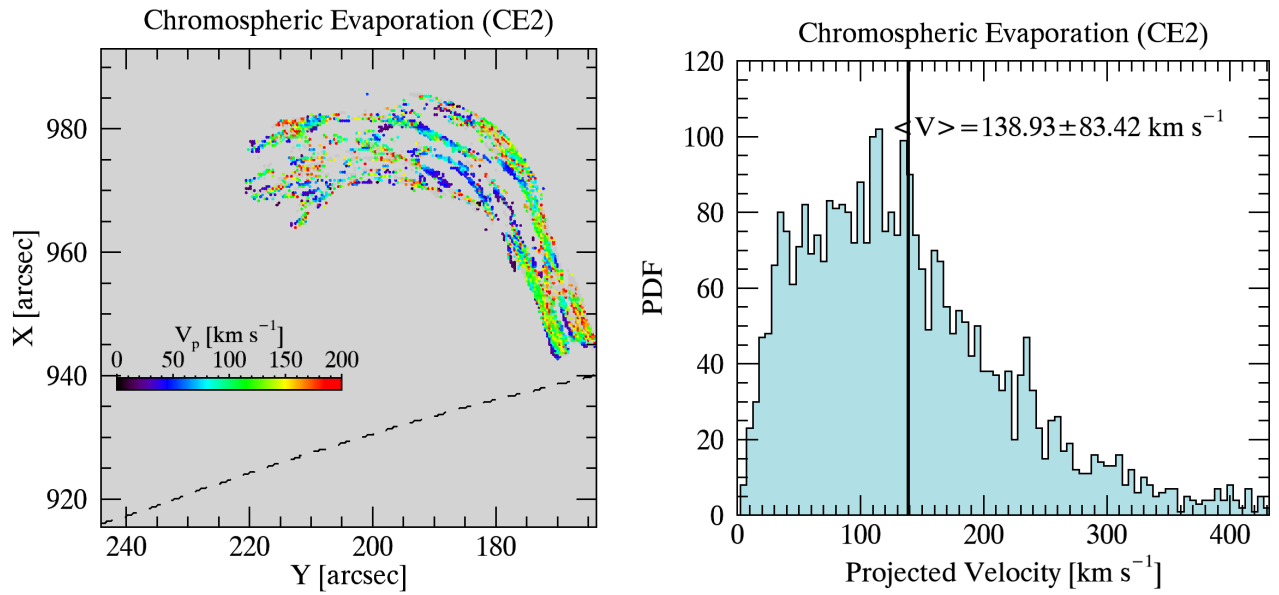 Chromospheric Evaporation (CE2)
X [arcsec]
980
960
940
920
V_p [km s⁻¹]
0 50 100 150 200
240 220 200 180
Y [arcsec]
Chromospheric Evaporation (CE2)
PDF
120
100
80
60
40
20
0
<V>=138.93±83.42 km s⁻¹
0 100 200 300 400
Projected Velocity [km s⁻¹]